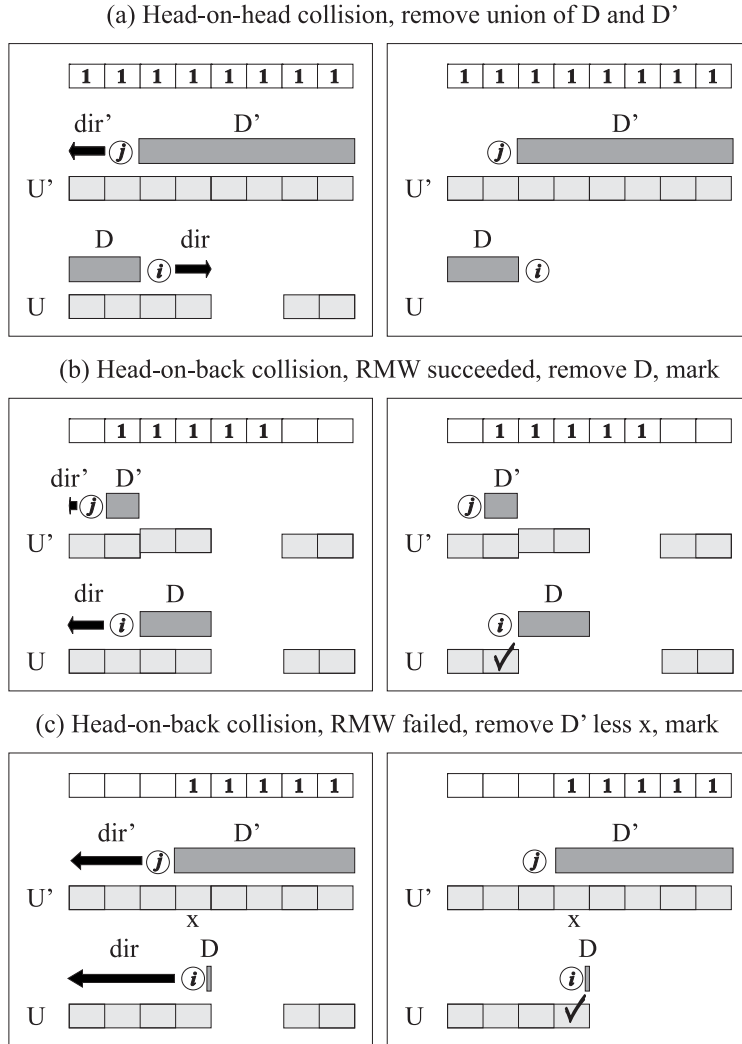 (a) Head-on-head collision, remove union of D and D’
1 1 1 1 1 1 1 1 1 1 1 1 1 1 1 1
dir’ D’ D’
j j
U’ U’
D dir D
i i
U U
(b) Head-on-back collision, RMW succeeded, remove D, mark
1 1 1 1 1 1 1 1 1 1
dir’ D’ D’
j j
U’ U’
dir D D
i i
U U
(c) Head-on-back collision, RMW failed, remove D’ less x, mark
1 1 1 1 1 1 1 1 1 1
dir’ D’ D’
j j
U’ U’
x x
dir D D
i i
U U